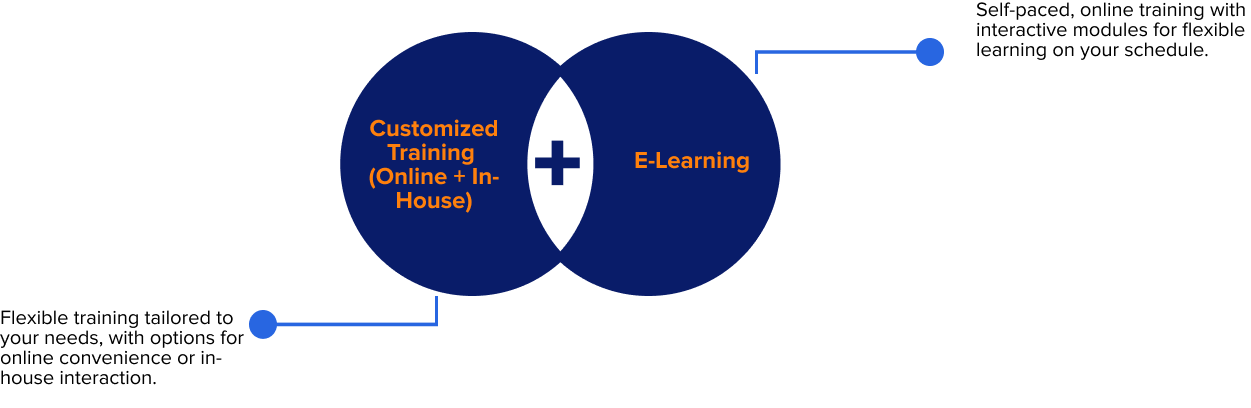 Self-paced, online training with
interactive modules for flexible
learning on your schedule.
Customized
Training
(Online + In-
House)
+
E-Learning
Flexible training tailored to
your needs, with options for
online convenience or in-
house interaction.